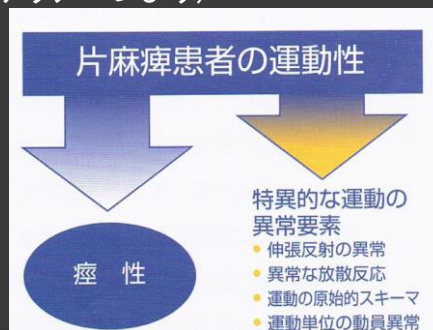 片麻痺患者の運動性
特異的な運動の
異常要素
痙 性
• 伸張反射の異常
• 異常な放散反応
• 運動の原始的スキーマ
• 運動単位の動員異常